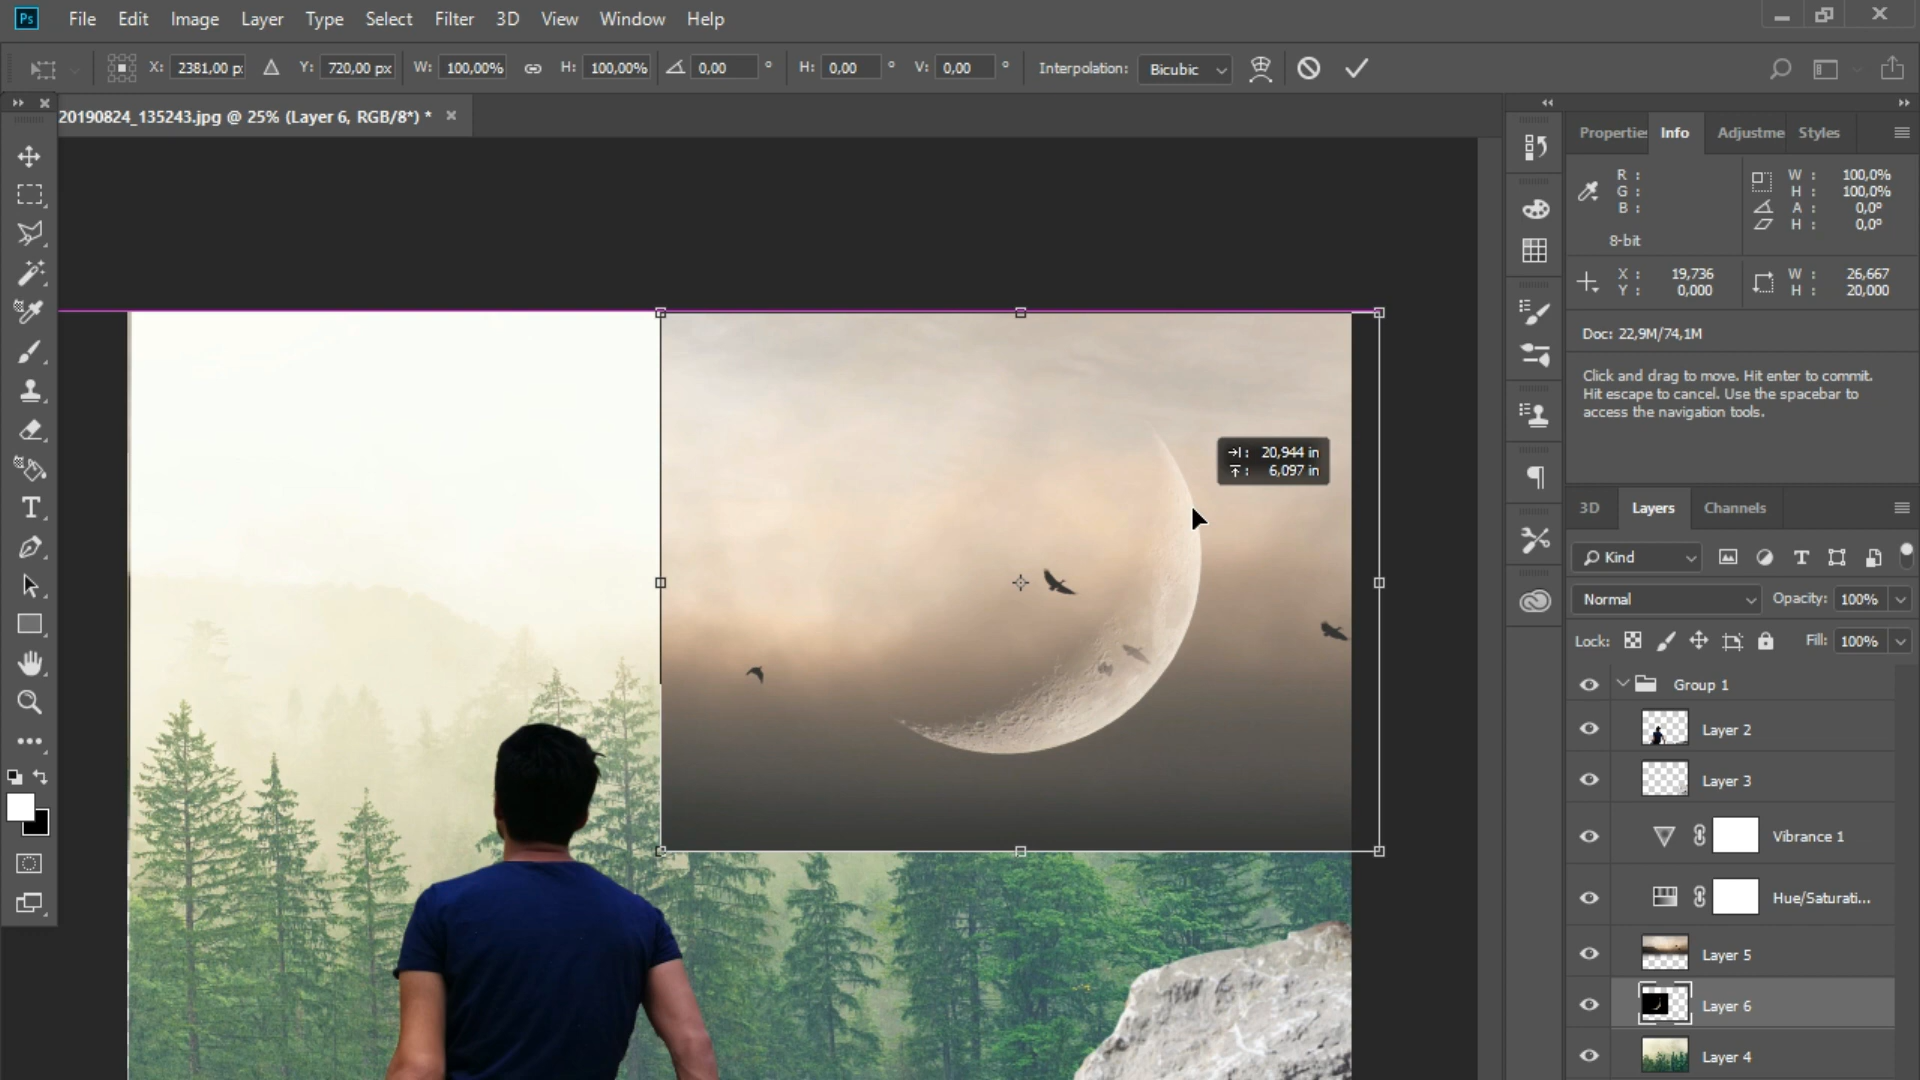 Ps File Edit Image Layer Type Select Filter 3D View Window Help
X: 2381,00 p Y: 720,00 px W: 100,00% H: 100,00% 0,00 ° H: 0,00 ° V: 0,00 ° Interpolation: Bicubic
20190824_135243.jpg @ 25% (Layer 6, RGB/8*) *
Properties Info Adjustme Styles
R :
G :
B :
8-bit
W : 100,0%
H : 100,0%
A : 0,0°
H : 0,0°
X : 19,736
Y : 0,000
W : 26,667
H : 20,000
Doc: 22,9M/74,1M
Click and drag to move. Hit enter to commit.
Hit escape to cancel. Use the spacebar to
access the navigation tools.
20,944 in
6,097 in
3D Layers Channels
Kind
Normal Opacity: 100%
Lock: Fill: 100%
Group 1
Layer 2
Layer 3
Vibrance 1
Hue/Saturati...
Layer 5
Layer 6
Layer 4